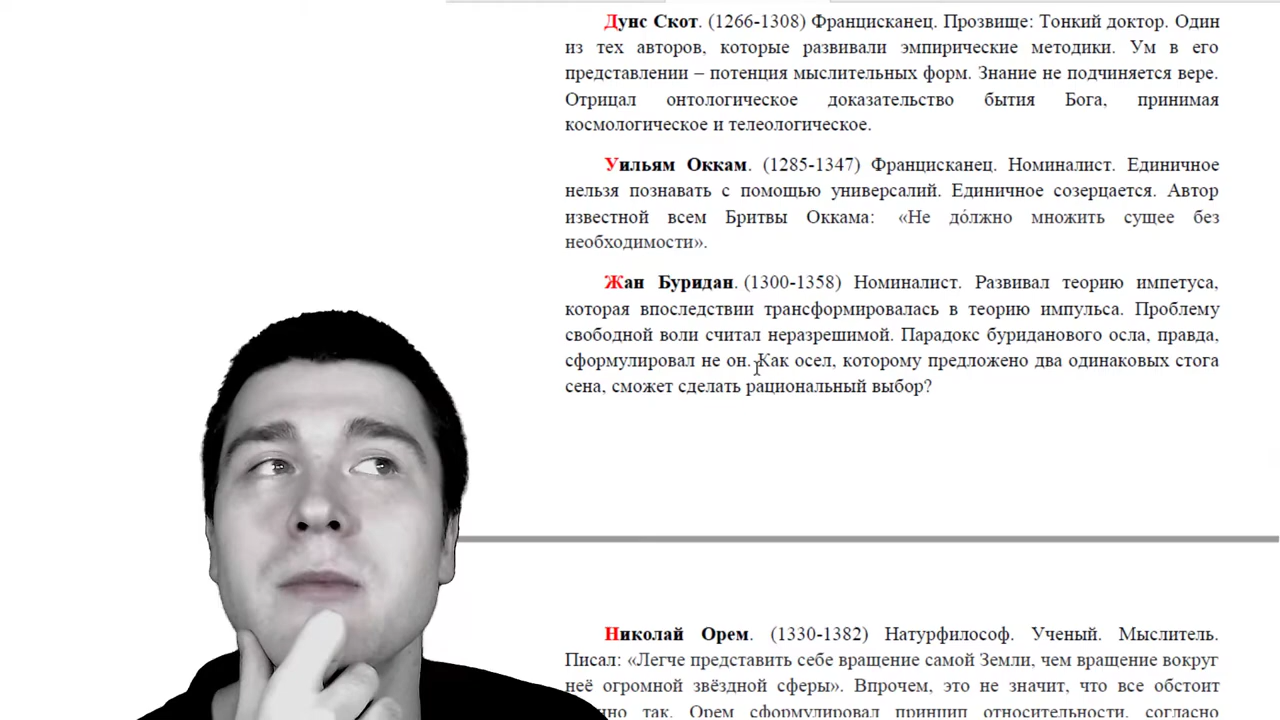 Дунс Скот. (1266-1308) Францисканец. Прозвище: Тонкий доктор. Один
из тех авторов, которые развивали эмпирические методики. Ум в его
представлении – потенция мыслительных форм. Знание не подчиняется вере.
Отрицал онтологическое доказательство бытия Бога, принимая
космологическое и телеологическое.
Уильям Оккам. (1285-1347) Францисканец. Номиналист. Единичное
нельзя познавать с помощью универсалий. Единичное созерцается. Автор
известной всем Бритвы Оккама: «Не до́лжно множить сущее без
необходимости».
Жан Буридан. (1300-1358) Номиналист. Развивал теорию импетуса,
которая впоследствии трансформировалась в теорию импульса. Проблему
свободной воли считал неразрешимой. Парадокс буриданового осла, правда,
сформулировал не он. Как осел, которому предложено два одинаковых стога
сена, сможет сделать рациональный выбор?
Николай Орем. (1330-1382) Натурфилософ. Ученый. Мыслитель.
Писал: «Легче представить себе вращение самой Земли, чем вращение вокруг
неё огромной звёздной сферы». Впрочем, это не значит, что все обстоит
так. Орем сформулировал принцип относительности, согласно